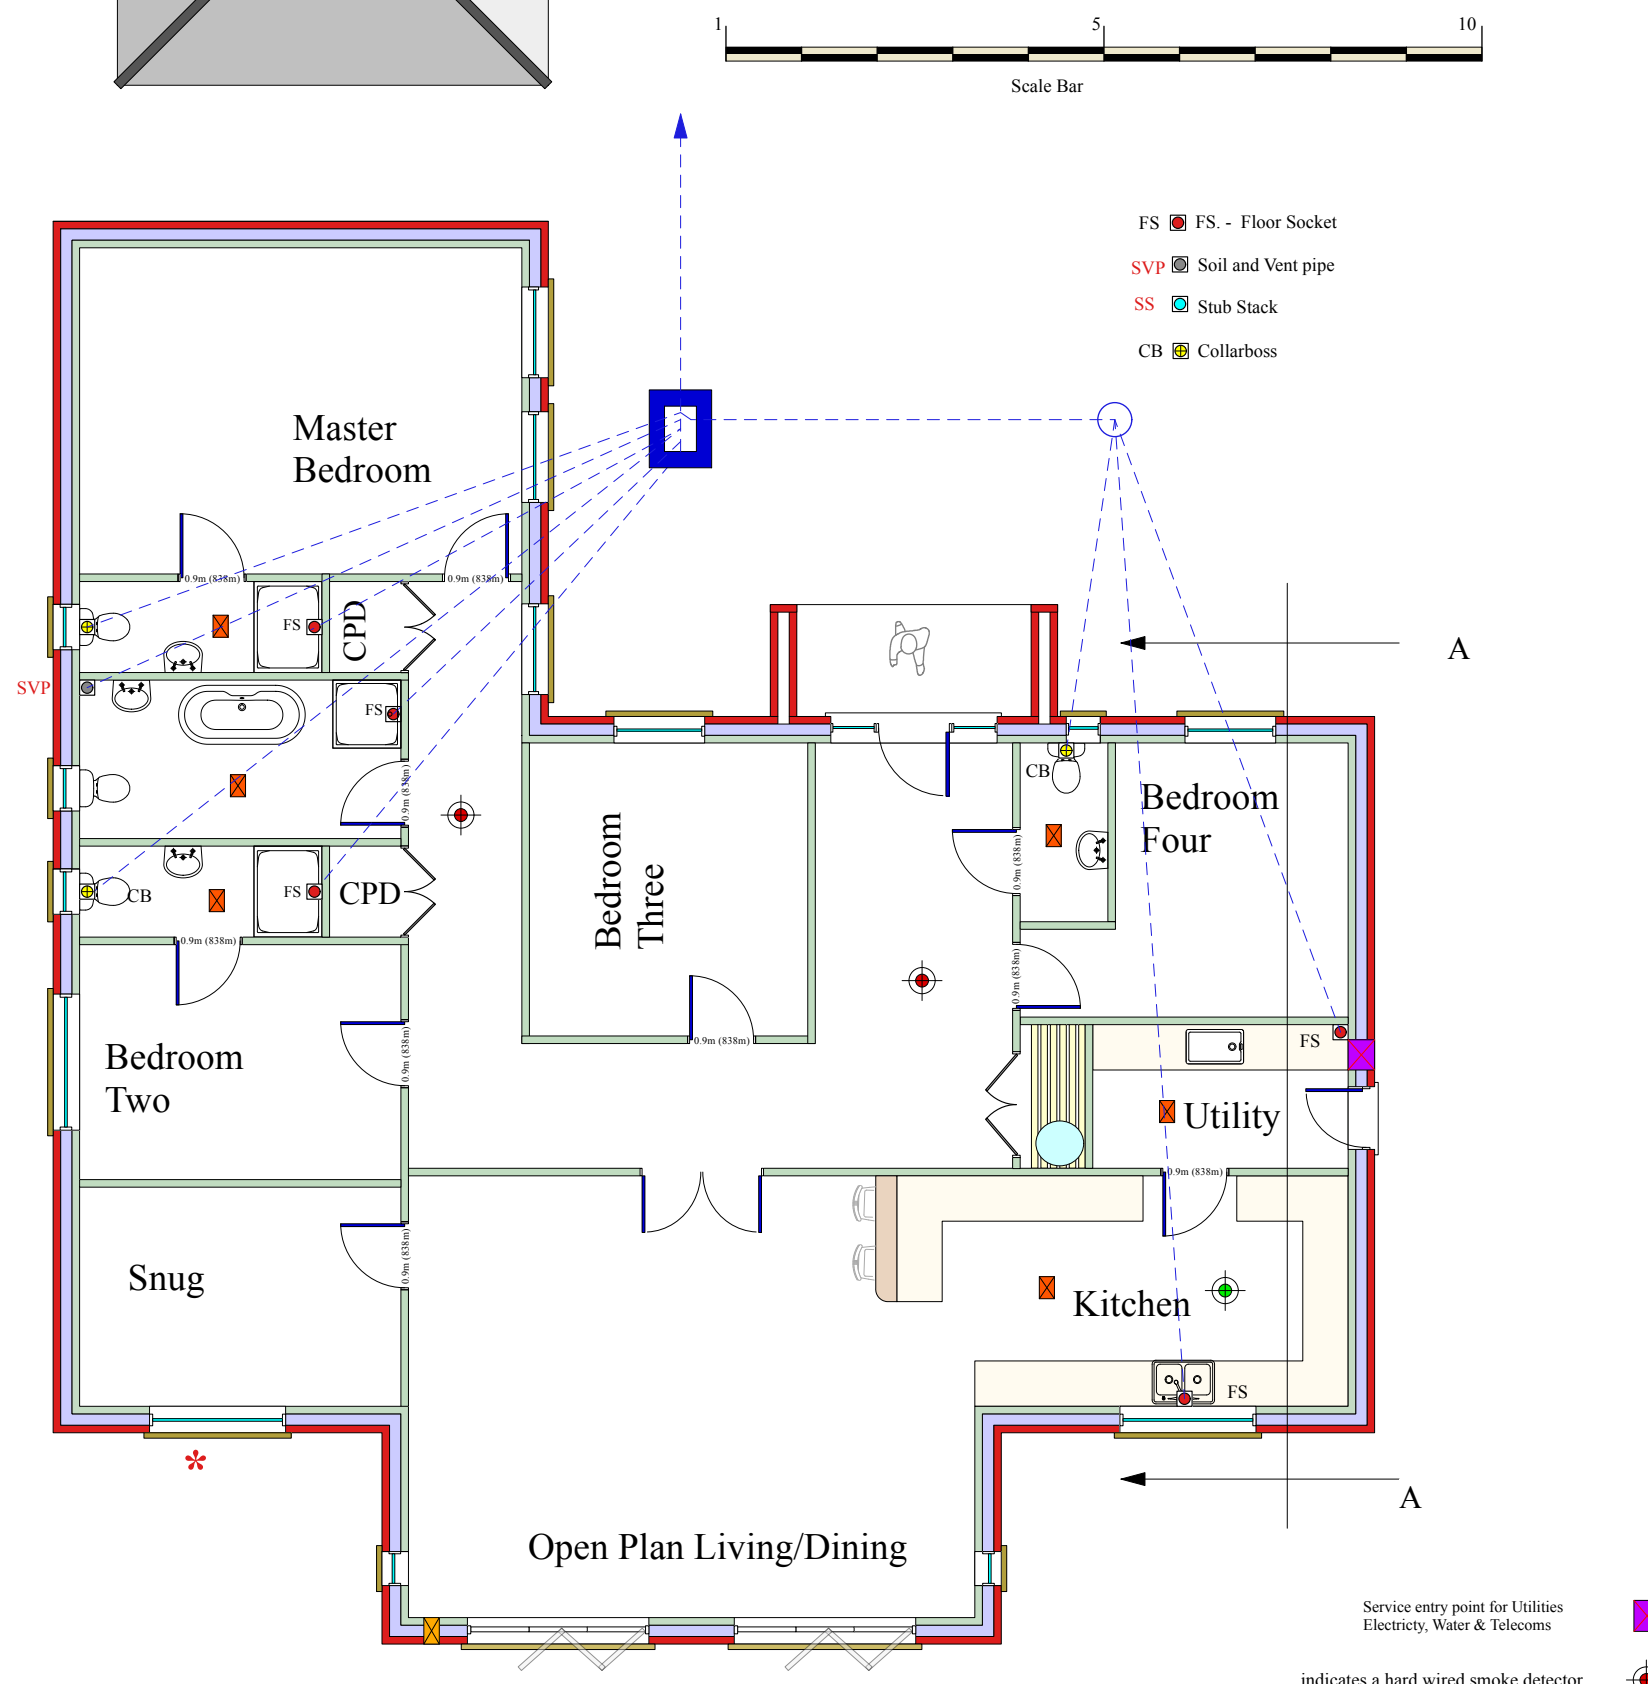 1
5
10
Scale Bar
FS
FS. - Floor Socket
SVP
Soil and Vent pipe
SS
Stub Stack
CB
Collarboss
Master
Bedroom
0.9m (838m)
0.9m (838m)
FS
CPD
A
SVP
FS
CB
0.9m (838m)
Bedroom
Four
Bedroom
Three
0.9m (838m)
CB
FS
CPD
0.9m (838m)
0.9m (838m)
FS
0.9m (838m)
Bedroom
Two
0.9m (838m)
Utility
0.9m (838m)
Snug
0.9m (838m)
Kitchen
FS
*
A
Open Plan Living/Dining
Service entry point for Utilities
Electricty, Water & Telecoms
indicates a hard wired smoke detector